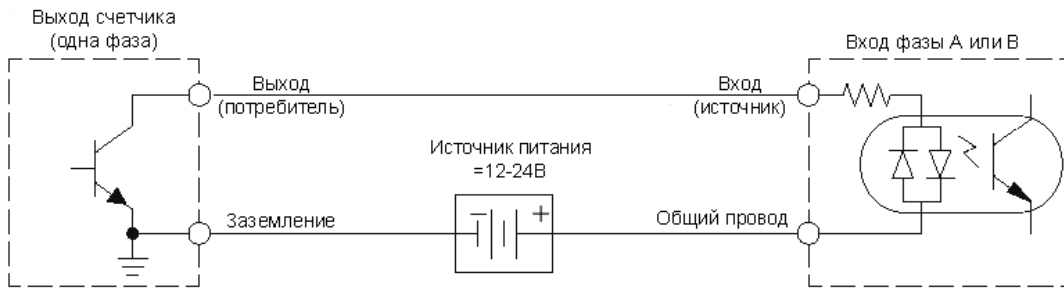 Выход счетчика
(одна фаза)
Вход фазы А или В
Выход
(потребитель)
Вход
(источник)
Источник питания
=12-24В
− +
Заземление
Общий провод